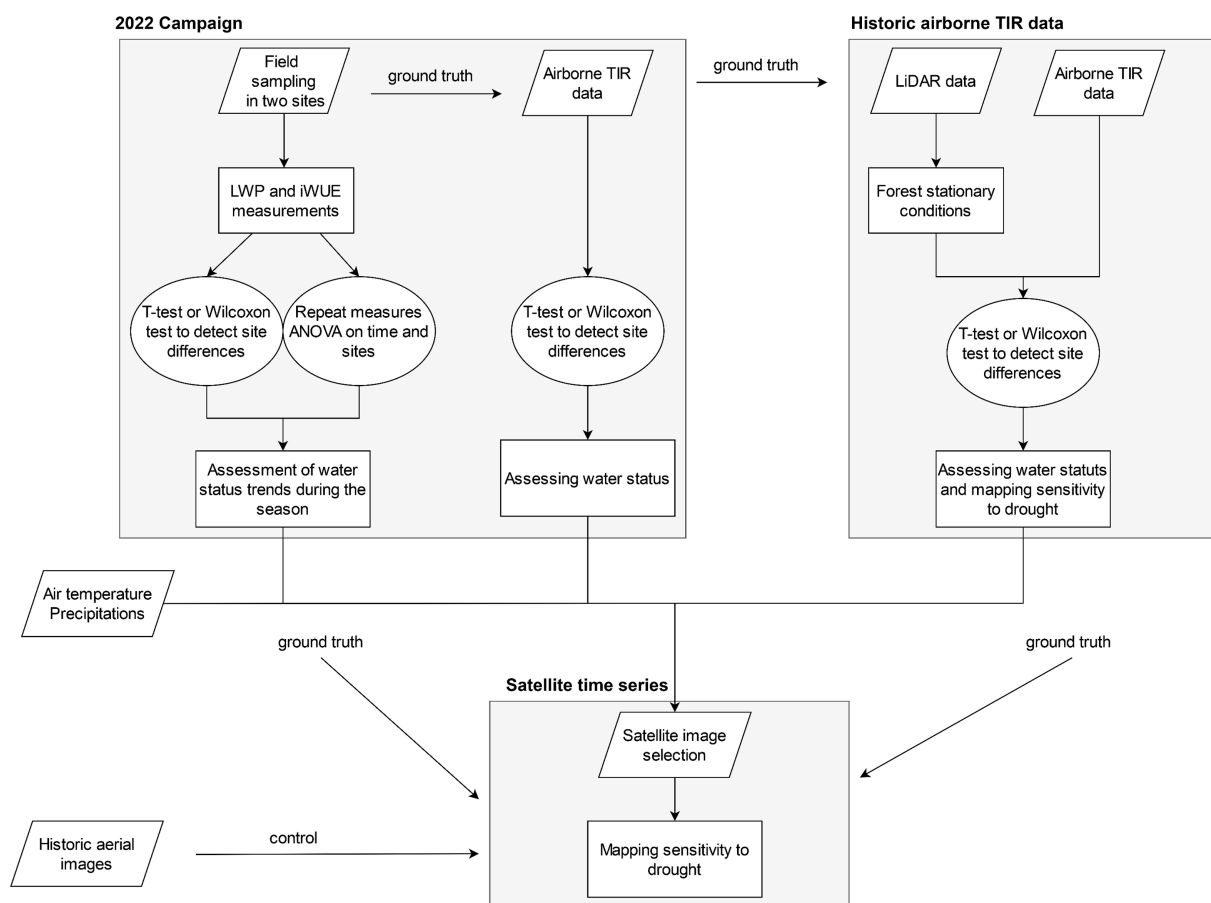 2022 Campaign
Field
sampling
in two sites
ground truth
Airborne TIR
data
LWP and iWUE
measurements
T-test or Wilcoxon
test to detect site
differences
Repeat measures
ANOVA on time and
sites
T-test or Wilcoxon
test to detect site
differences
Assessment of water
status trends during the
season
Assessing water status
ground truth
Historic airborne TIR data
LiDAR data
Airborne TIR
data
Forest stationary
conditions
T-test or Wilcoxon
test to detect site
differences
Assessing water statuts
and mapping sensitivity
to drought
Air temperature
Precipitations
ground truth
ground truth
Satellite time series
Satellite image
selection
Mapping sensitivity to
drought
Historic aerial
images
control